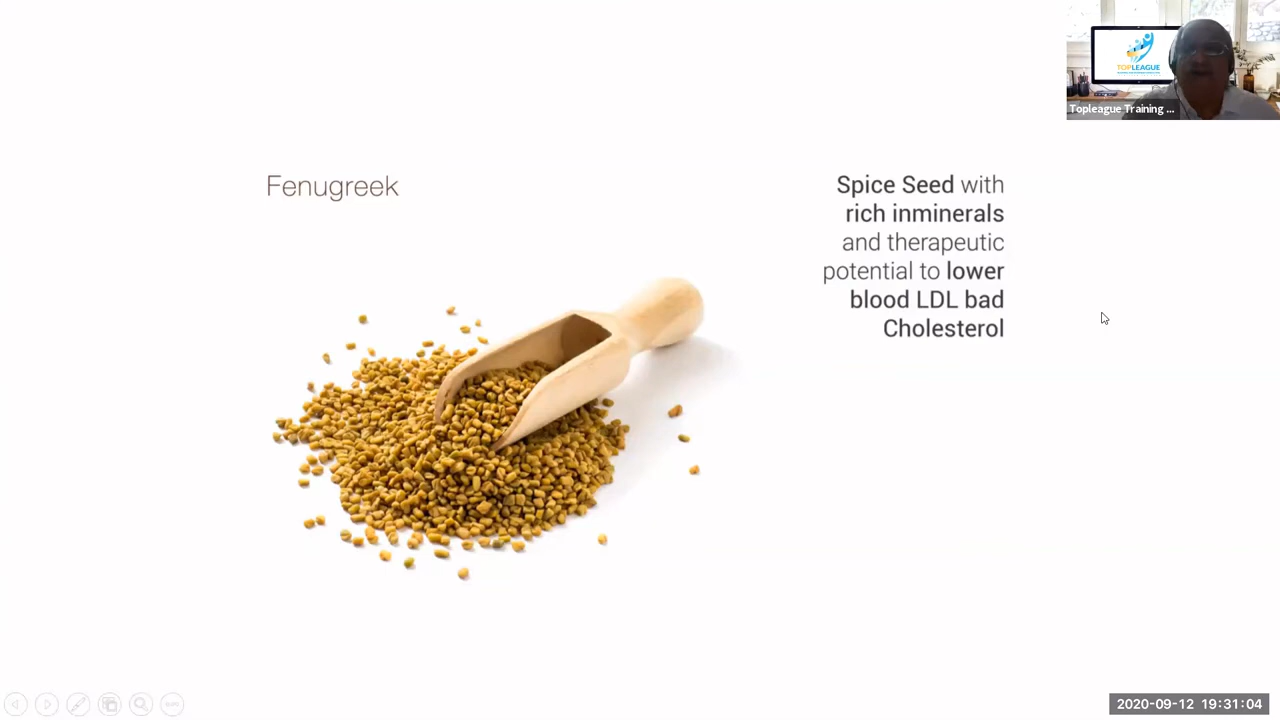 TOPLEAGUE
Topleague Training ...
Fenugreek
Spice Seed with
rich inminerals
and therapeutic
potential to lower
blood LDL bad
Cholesterol
2020-09-12 19:31:04